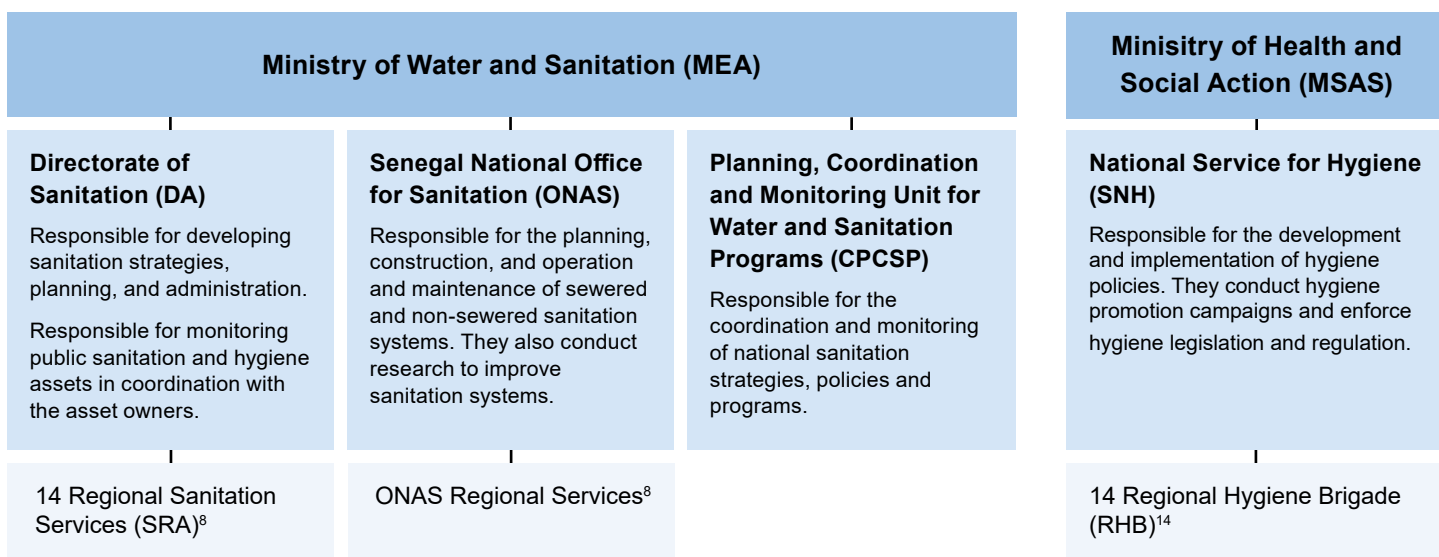 Ministry of Water and Sanitation (MEA)
Minisitry of Health and
Social Action (MSAS)
Directorate of
Sanitation (DA)
Responsible for developing
sanitation strategies,
planning, and administration.
Responsible for monitoring
public sanitation and hygiene
assets in coordination with
the asset owners.
Senegal National Office
for Sanitation (ONAS)
Responsible for the planning,
construction, and operation
and maintenance of sewered
and non-sewered sanitation
systems. They also conduct
research to improve
sanitation systems.
Planning, Coordination
and Monitoring Unit for
Water and Sanitation
Programs (CPCSP)
Responsible for the
coordination and monitoring
of national sanitation
strategies, policies and
programs.
National Service for Hygiene
(SNH)
Responsible for the development
and implementation of hygiene
policies. They conduct hygiene
promotion campaigns and enforce
hygiene legislation and regulation.
14 Regional Sanitation
Services (SRA)⁸
ONAS Regional Services⁸
14 Regional Hygiene Brigade
(RHB)¹⁴